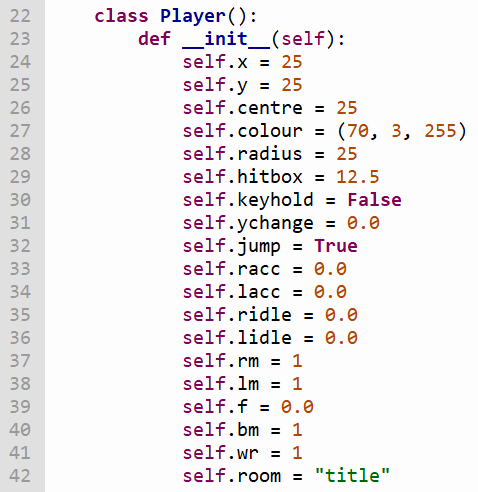 22 class Player():
23 def __init__(self):
24 self.x = 25
25 self.y = 25
26 self.centre = 25
27 self.colour = (70, 3, 255)
28 self.radius = 25
29 self.hitbox = 12.5
30 self.keyhold = False
31 self.ychange = 0.0
32 self.jump = True
33 self.racc = 0.0
34 self.lacc = 0.0
35 self.ridle = 0.0
36 self.lidle = 0.0
37 self.rm = 1
38 self.lm = 1
39 self.f = 0.0
40 self.bm = 1
41 self.wr = 1
42 self.room = "title"